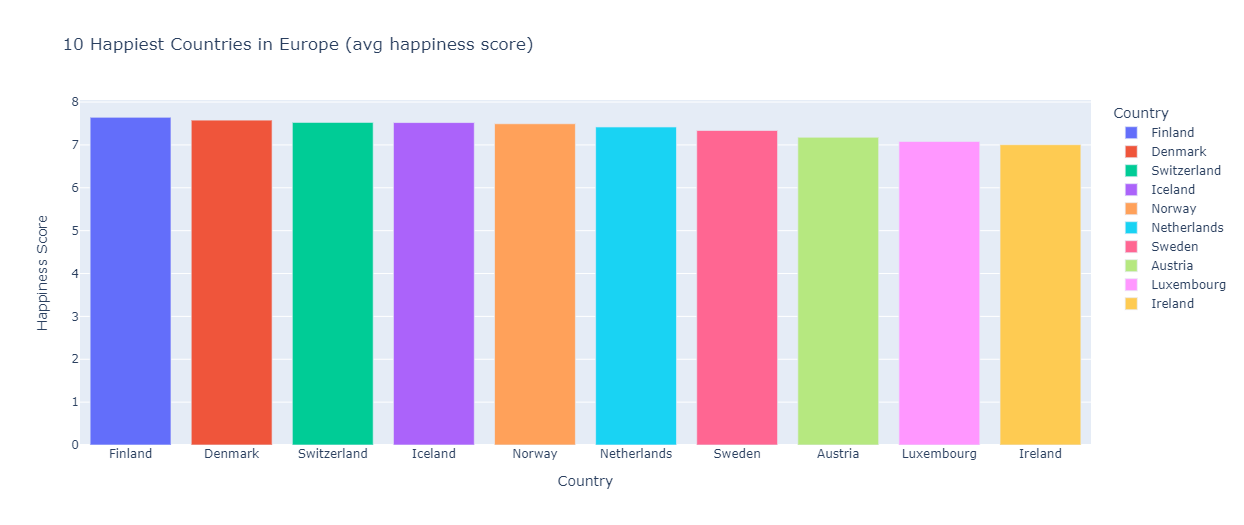 10 Happiest Countries in Europe (avg happiness score)
8
7
6
5
4
3
2
1
0
Happiness Score
Finland Denmark Switzerland Iceland Norway Netherlands Sweden Austria Luxembourg Ireland
Country
Country
Finland
Denmark
Switzerland
Iceland
Norway
Netherlands
Sweden
Austria
Luxembourg
Ireland